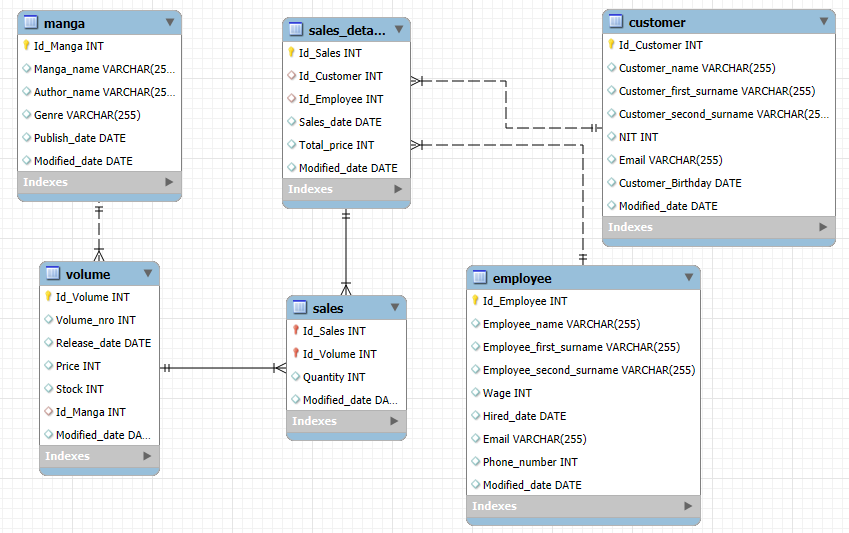 manga
Id_Manga INT
Manga_name VARCHAR(25...
Author_name VARCHAR(25...
Genre VARCHAR(255)
Publish_date DATE
Modified_date DATE
Indexes
sales_deta...
Id_Sales INT
Id_Customer INT
Id_Employee INT
Sales_date DATE
Total_price INT
Modified_date DATE
Indexes
customer
Id_Customer INT
Customer_name VARCHAR(255)
Customer_first_surname VARCHAR(255)
Customer_second_surname VARCHAR(25...
NIT INT
Email VARCHAR(255)
Customer_Birthday DATE
Modified_date DATE
Indexes
volume
Id_Volume INT
Volume_nro INT
Release_date DATE
Price INT
Stock INT
Id_Manga INT
Modified_date DA...
Indexes
sales
Id_Sales INT
Id_Volume INT
Quantity INT
Modified_date DA...
Indexes
employee
Id_Employee INT
Employee_name VARCHAR(255)
Employee_first_surname VARCHAR(255)
Employee_second_surname VARCHAR(255)
Wage INT
Hired_date DATE
Email VARCHAR(255)
Phone_number INT
Modified_date DATE
Indexes